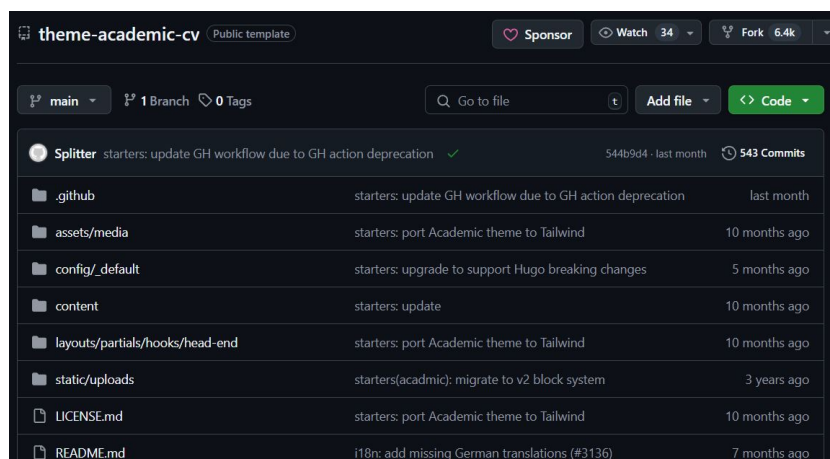 theme-academic-cv Public template Sponsor Watch 34 Fork 6.4k
main 1 Branch 0 Tags Go to file t Add file Code
Splitter starters: update GH workflow due to GH action deprecation 544b9d4 · last month 543 Commits
.github starters: update GH workflow due to GH action deprecation last month
assets/media starters: port Academic theme to Tailwind 10 months ago
config/_default starters: upgrade to support Hugo breaking changes 5 months ago
content starters: update 10 months ago
layouts/partials/hooks/head-end starters: port Academic theme to Tailwind 10 months ago
static/uploads starters(acadmic): migrate to v2 block system 3 years ago
LICENSE.md starters: port Academic theme to Tailwind 10 months ago
README.md i18n: add missing German translations (#3136) 7 months ago